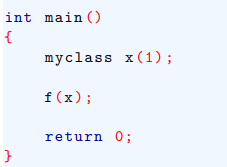 int main()
{
    myclass x(1);
    f(x);
    return 0;
}